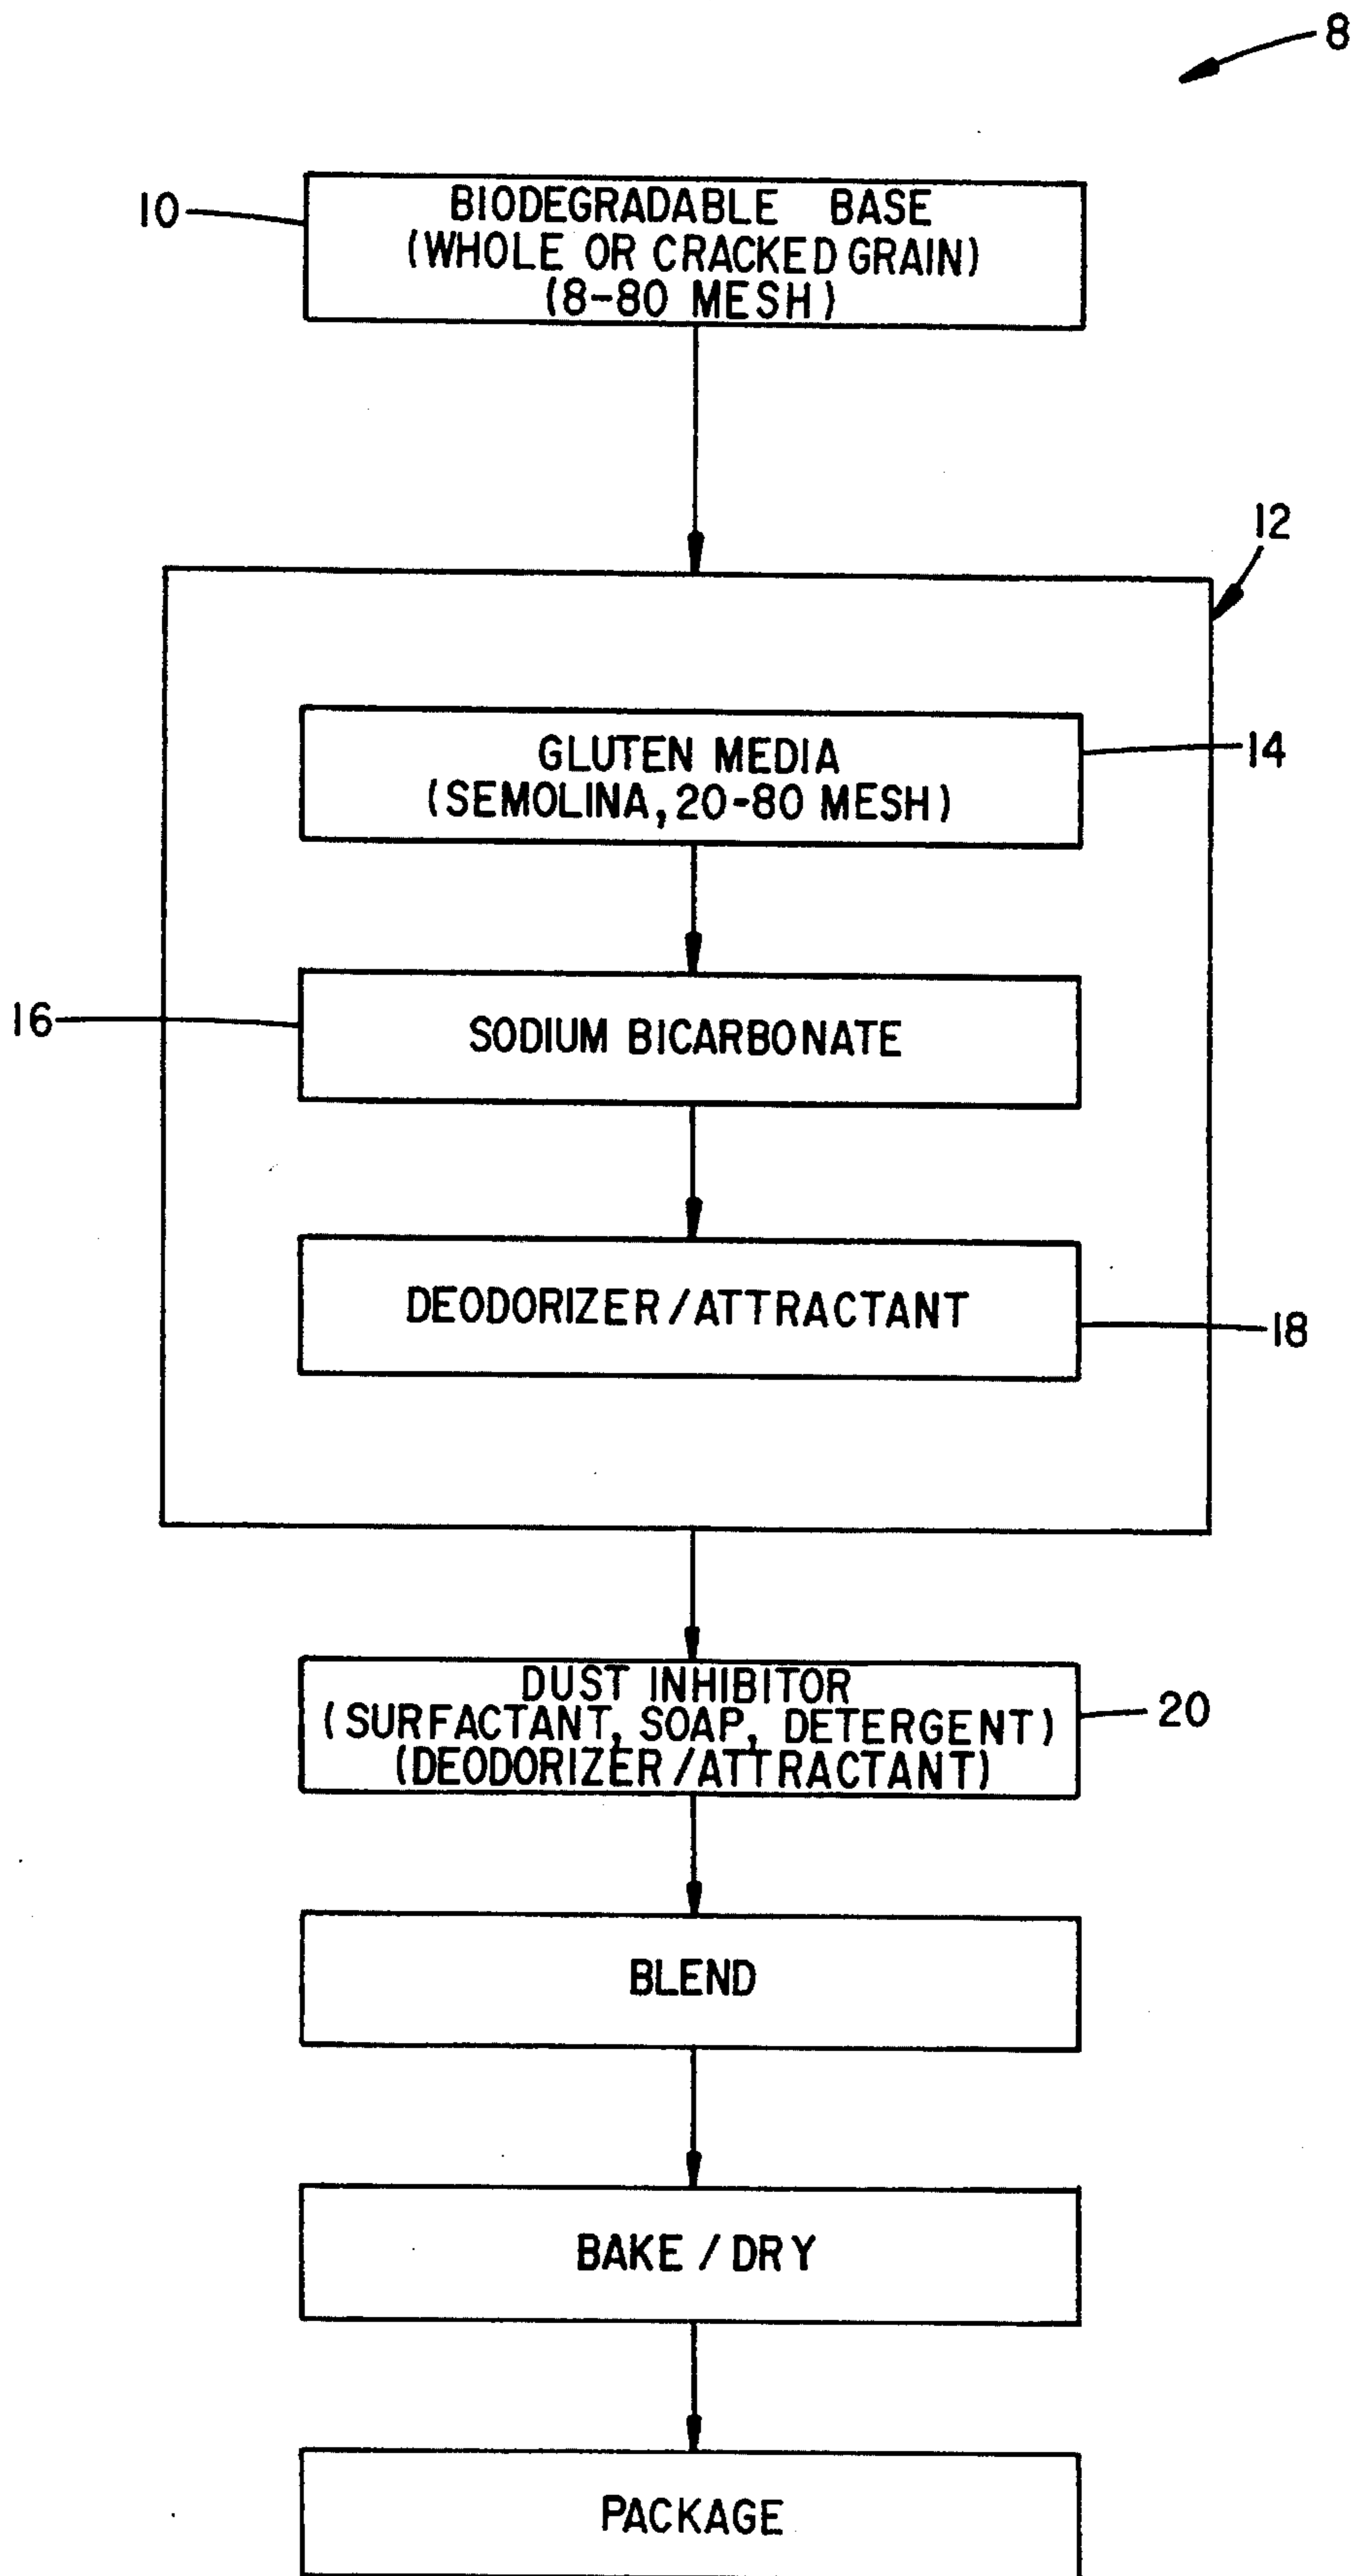 8
10
BIODEGRADABLE BASE
(WHOLE OR CRACKED GRAIN)
(8-80 MESH)
12
GLUTEN MEDIA
(SEMOLINA, 20-80 MESH)
14
16
SODIUM BICARBONATE
DEODORIZER/ATTRACTANT
18
DUST INHIBITOR
(SURFACTANT, SOAP, DETERGENT)
(DEODORIZER/ATTRACTANT)
20
BLEND
BAKE / DRY
PACKAGE